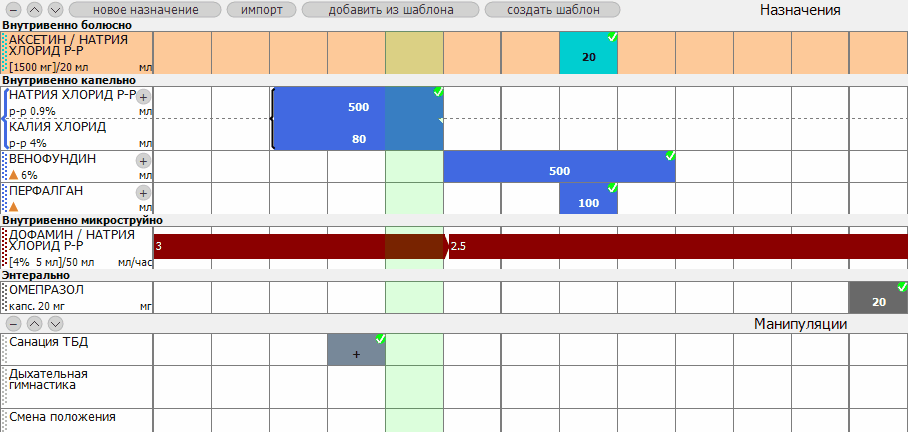 новое назначение импорт добавить из шаблона создать шаблон Назначения
Внутривенно болюсно
АКСЕТИН / НАТРИЯ
ХЛОРИД Р-Р
[1500 мг]/20 мл мл
20
Внутривенно капельно
НАТРИЯ ХЛОРИД Р-Р
р-р 0.9% мл
500
КАЛИЯ ХЛОРИД
р-р 4% мл
80
ВЕНОФУНДИН
6% мл
500
ПЕРФАЛГАН
мл
100
Внутривенно микроструйно
ДОФАМИН / НАТРИЯ
ХЛОРИД Р-Р
[4% 5 мл]/50 мл мл/час
3 2.5
Энтерально
ОМЕПРАЗОЛ
капс. 20 мг мг
20
Манипуляции
Санация ТБД
+
Дыхательная
гимнастика
Смена положения